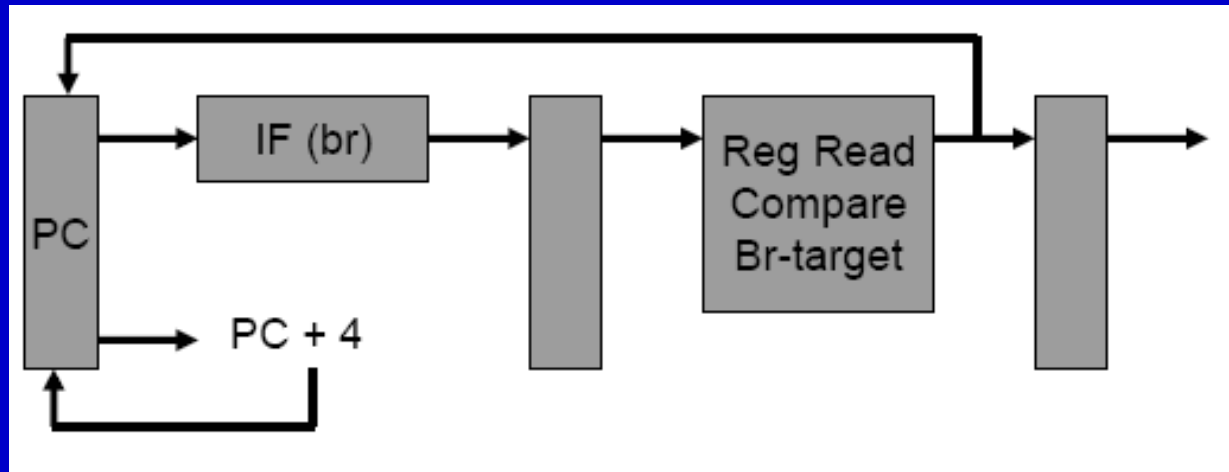 IF (br)
Reg Read
Compare
Br-target
PC
PC + 4